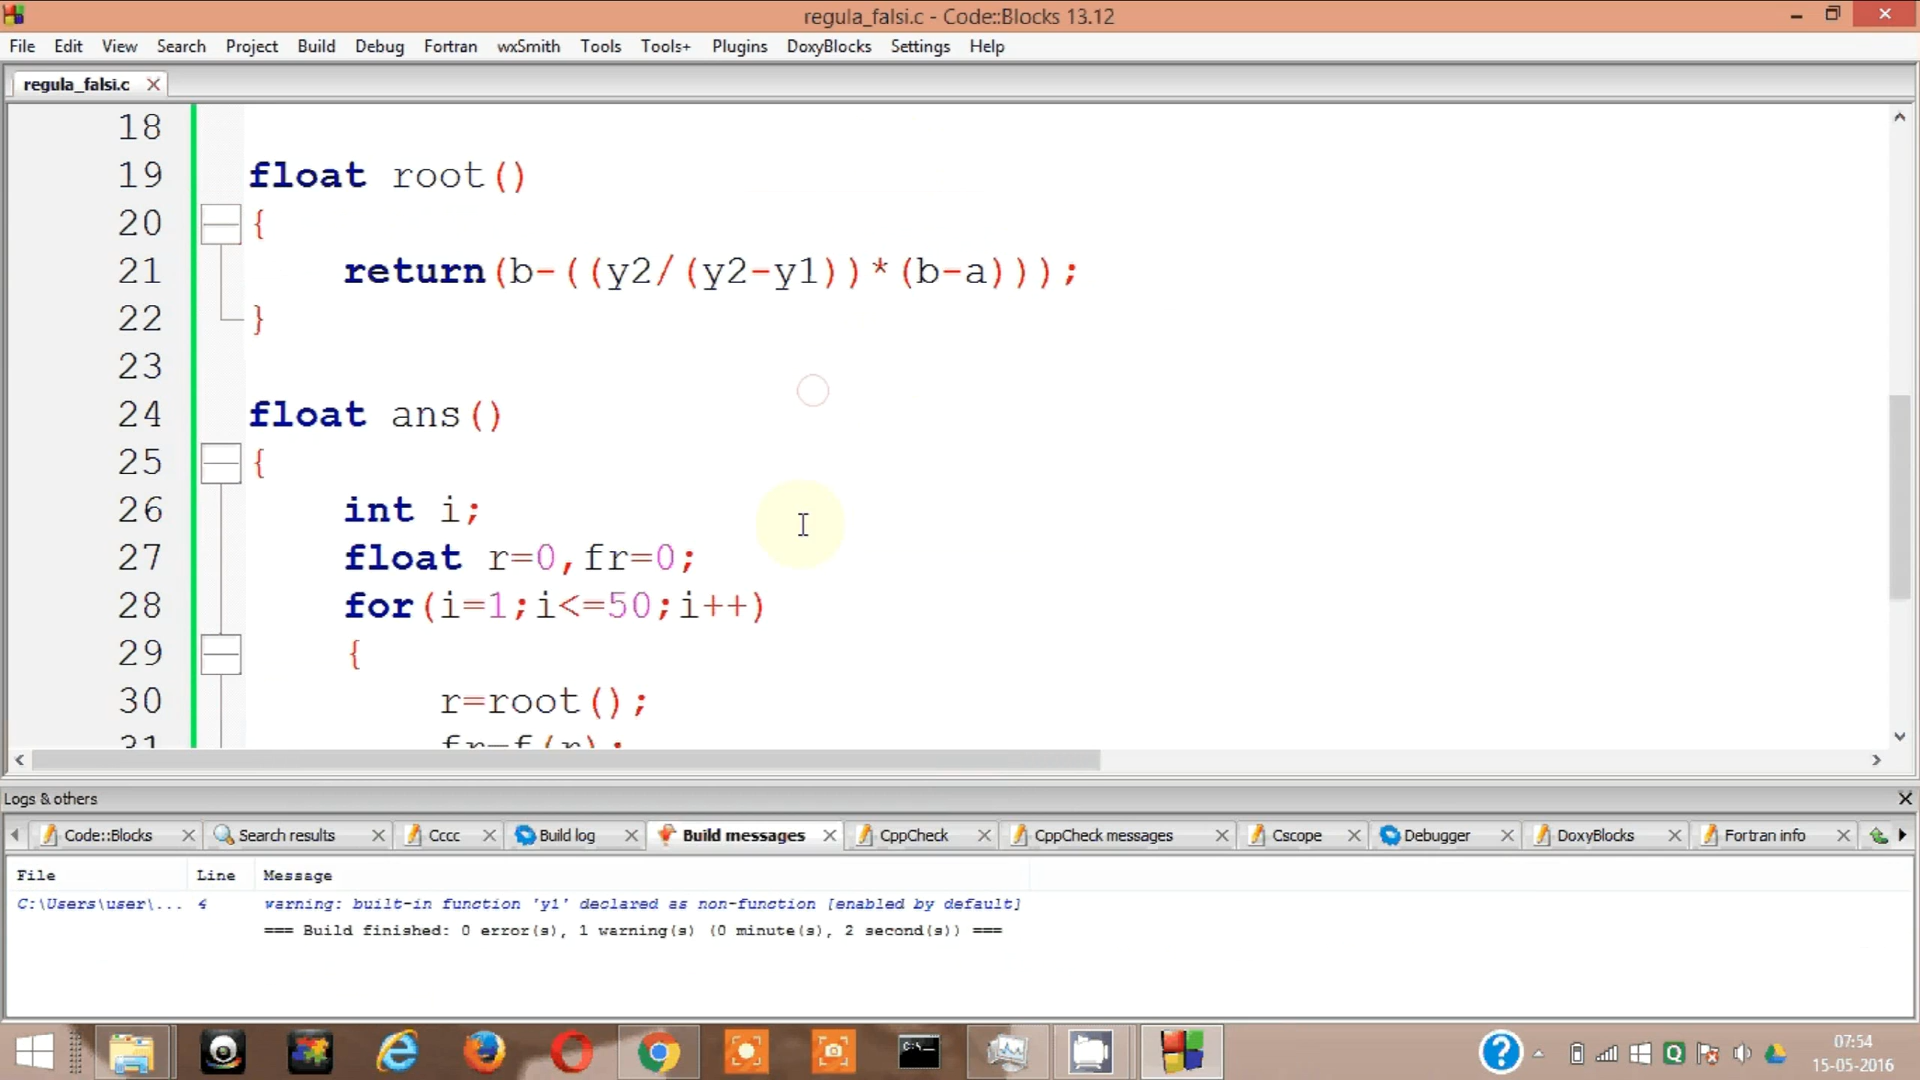 regula_falsi.c - Code::Blocks 13.12
File Edit View Search Project Build Debug Fortran wxSmith Tools Tools+ Plugins DoxyBlocks Settings Help
regula_falsi.c
18
19 float root()
20 {
21 return(b-((y2/(y2-y1))*(b-a)));
22 }
23
24 float ans()
25 {
26 int i;
27 float r=0,fr=0;
28 for(i=1;i<=50;i++)
29 {
30 r=root();
31 fr=f(r);
Logs & others
Code::Blocks Search results Cccc Build log Build messages CppCheck CppCheck messages Cscope Debugger DoxyBlocks Fortran info
File Line Message
C:\Users\user\... 4 warning: built-in function 'y1' declared as non-function [enabled by default]
=== Build finished: 0 error(s), 1 warning(s) (0 minute(s), 2 second(s)) ===
07:54
15-05-2016